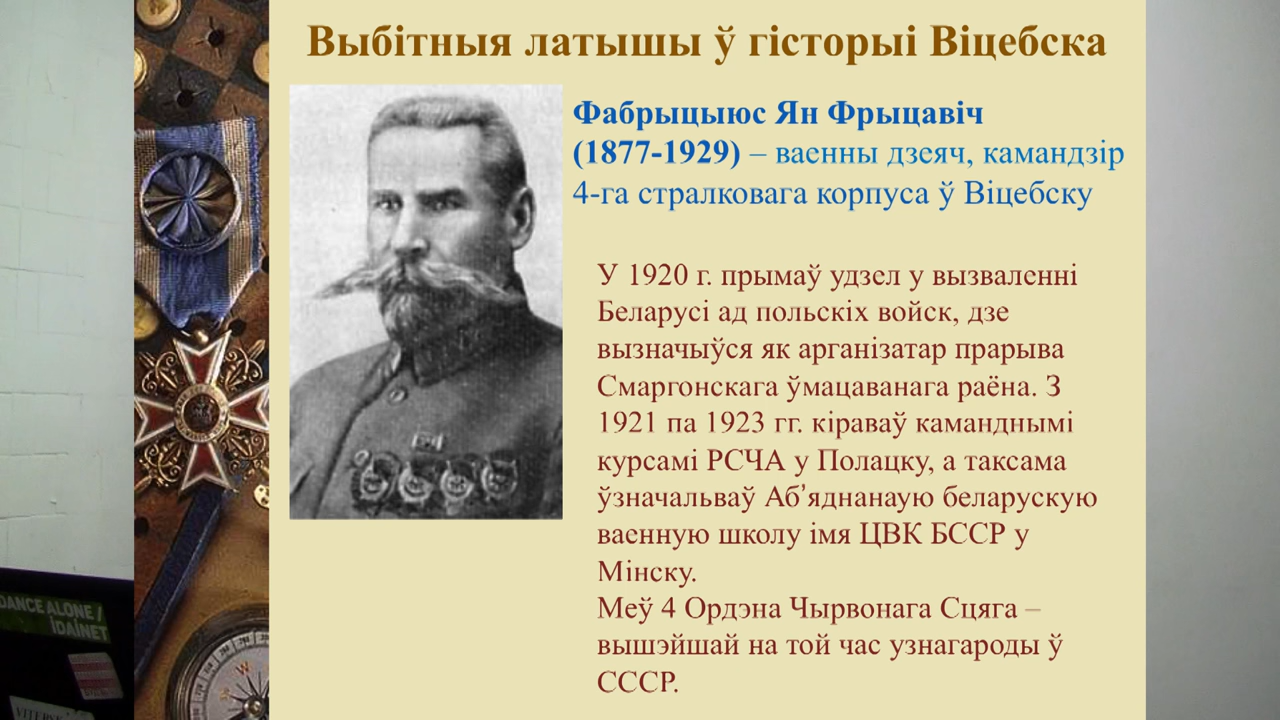 Выбітныя латышы ў гісторыі Віцебска
Фабрыцыюс Ян Фрыцавіч
(1877-1929) – ваенны дзеяч, камандзір
4-га стралковага корпуса ў Віцебску
У 1920 г. прымаў удзел у вызваленні
Беларусі ад польскіх войск, дзе
вызначыўся як арганізатар прарыва
Смаргонскага ўмацаванага раёна. З
1921 па 1923 гг. кіраваў каманднымі
курсамі РСЧА у Полацку, а таксама
ўзначальваў Аб’яднанаую беларускую
ваенную школу імя ЦВК БССР у
Мінску.
Меў 4 Ордэна Чырвонага Сцяга –
вышэйшай на той час узнагароды ў
СССР.
DANCE ALONE /